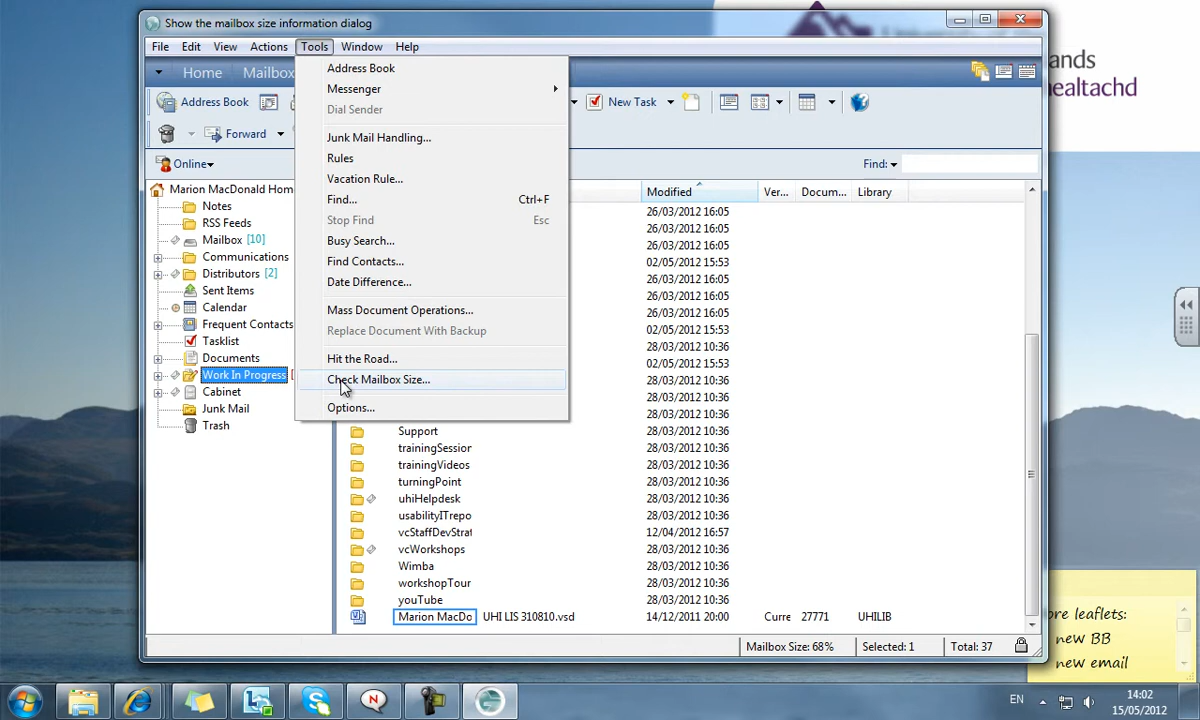 Show the mailbox size information dialog
ands
ealtachd
File Edit View Actions Tools Window Help
Home Mailbox
Address Book
New Task
Forward
Online
Find:
Address Book
Messenger
Dial Sender
Junk Mail Handling...
Rules
Vacation Rule...
Find... Ctrl+F
Stop Find Esc
Busy Search...
Find Contacts...
Date Difference...
Mass Document Operations...
Replace Document With Backup
Hit the Road...
Check Mailbox Size...
Options...
Marion MacDonald Hom
Notes
RSS Feeds
Mailbox [10]
Communications
Distributors [2]
Sent Items
Calendar
Frequent Contacts
Tasklist
Documents
Work In Progress
Cabinet
Junk Mail
Trash
Modified Ver... Docum... Library
26/03/2012 16:05
26/03/2012 16:05
26/03/2012 16:05
02/05/2012 15:53
26/03/2012 16:05
26/03/2012 16:05
26/03/2012 16:05
02/05/2012 15:53
28/03/2012 10:36
02/05/2012 15:53
28/03/2012 10:36
28/03/2012 10:36
28/03/2012 10:36
Support 28/03/2012 10:36
trainingSession 28/03/2012 10:36
trainingVideos 28/03/2012 10:36
turningPoint 28/03/2012 10:36
uhiHelpdesk 28/03/2012 10:36
usabilityITrepo 28/03/2012 10:36
vcStaffDevStrat 12/04/2012 16:57
vcWorkshops 28/03/2012 10:36
Wimba 28/03/2012 10:36
workshopTour 28/03/2012 10:36
youTube 28/03/2012 10:36
Marion MacDo UHI LIS 310810.vsd 14/12/2011 20:00 Curre 27771 UHILIB
Mailbox Size: 68% Selected: 1 Total: 37
ore leaflets:
new BB
new email
EN
14:02
15/05/2012